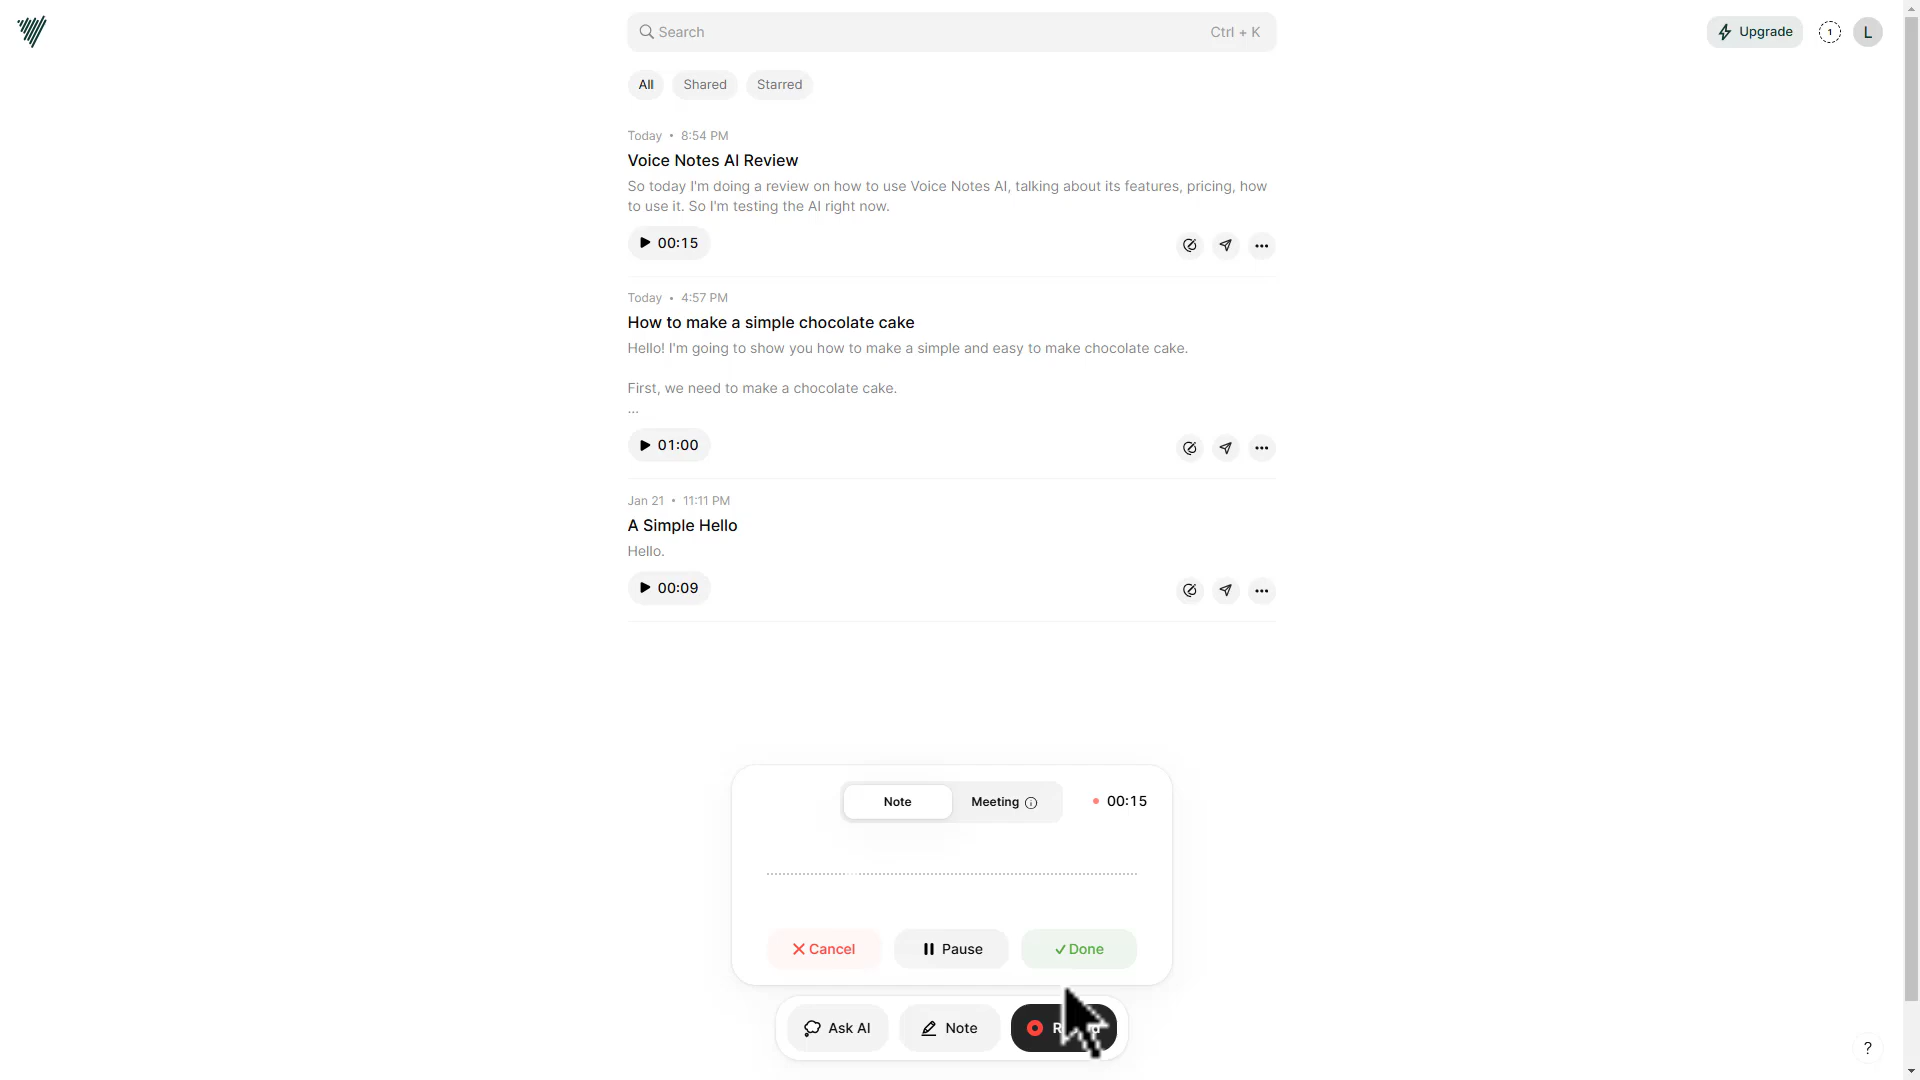 Search
Ctrl + K
Upgrade
1
L
All
Shared
Starred
Today • 8:54 PM
Voice Notes AI Review
So today I'm doing a review on how to use Voice Notes AI, talking about its features, pricing, how
to use it. So I'm testing the AI right now.
00:15
Today • 4:57 PM
How to make a simple chocolate cake
Hello! I'm going to show you how to make a simple and easy to make chocolate cake.
First, we need to make a chocolate cake.
...
01:00
Jan 21 • 11:11 PM
A Simple Hello
Hello.
00:09
Note
Meeting
00:15
Cancel
Pause
Done
Ask AI
Note
?